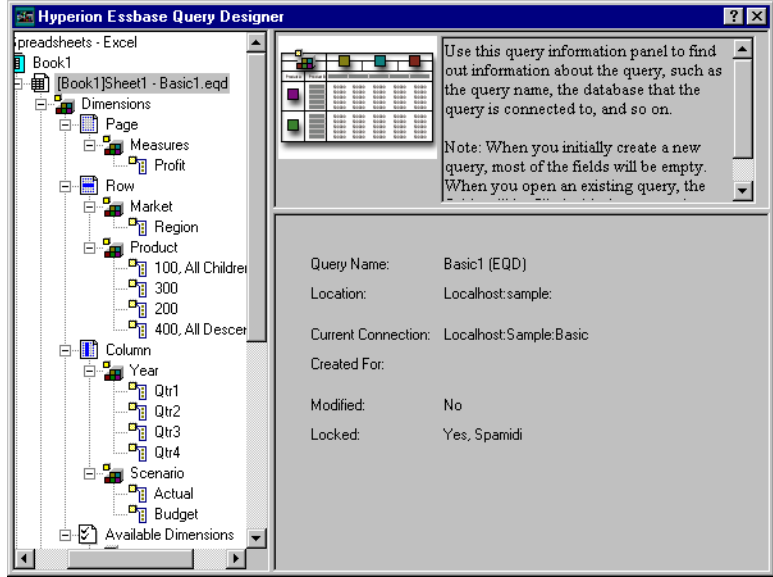 Hyperion Essbase Query Designer
preadsheets - Excel
Book1
[Book1]Sheet1 - Basic1.eqd
Dimensions
Page
Measures
Profit
Row
Market
Region
Product
100, All Childre
300
200
400, All Descer
Column
Year
Qtr1
Qtr2
Qtr3
Qtr4
Scenario
Actual
Budget
Available Dimensions
Use this query information panel to find
out information about the query, such as
the query name, the database that the
query is connected to, and so on.
Note: When you initially create a new
query, most of the fields will be empty.
When you open an existing query, the
Query Name: Basic1 (EQD)
Location: Localhost:sample:
Current Connection: Localhost:Sample:Basic
Created For:
Modified: No
Locked: Yes, Spamidi